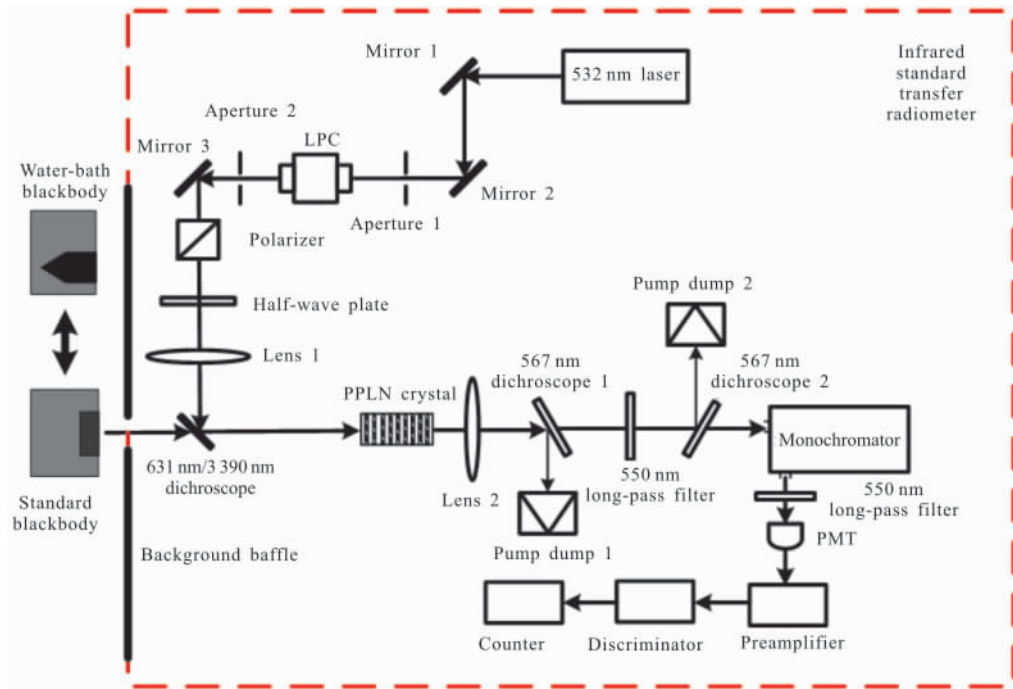 Mirror 1
532 nm laser
Infrared
standard
transfer
radiometer
Aperture 2
LPC
Mirror 3
Water-bath
blackbody
Mirror 2
Aperture 1
Polarizer
Half-wave plate
Pump dump 2
Lens 1
567 nm
dichroscope 1
567 nm
dichroscope 2
PPLN crystal
Monochromator
631 nm/3 390 nm
dichroscope
Lens 2
550 nm
long-pass filter
550 nm
long-pass filter
Standard
blackbody
PMT
Background baffle
Pump dump 1
Counter
Discriminator
Preamplifier